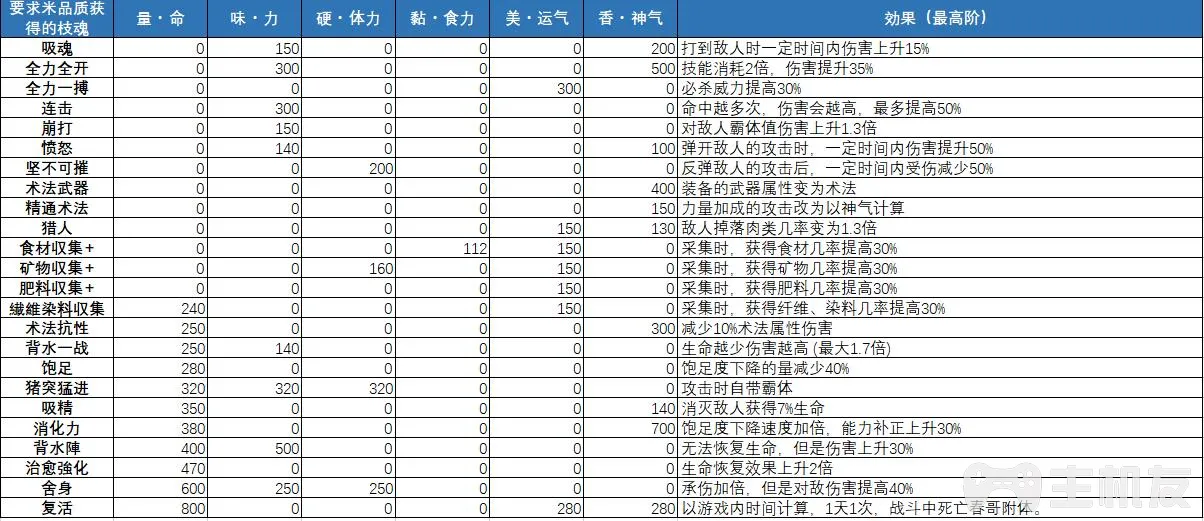 要求米品质获得的枝魂 量·命 味·力 硬·体力 黏·食力 美·运气 香·神气 效果（最高阶）
吸魂 0 150 0 0 0 200 打到敌人时一定时间内伤害上升15%
全力全开 0 300 0 0 0 500 技能消耗2倍，伤害提升35%
全力一搏 0 0 0 0 300 0 必杀威力提高30%
连击 0 300 0 0 0 0 命中越多次，伤害会越高，最多提高50%
崩打 0 150 0 0 0 0 对敌人霸体值伤害上升1.3倍
愤怒 0 140 0 0 0 100 弹开敌人的攻击时，一定时间内伤害提升50%
坚不可摧 0 0 200 0 0 0 反弹敌人的攻击后，一定时间内受伤减少50%
术法武器 0 0 0 0 0 400 装备的武器属性变为术法
精通术法 0 0 0 0 0 150 力量加成的攻击改为以神气计算
猎人 0 0 0 0 150 130 敌人掉落肉类几率变为1.3倍
食材収集+ 0 0 0 112 150 0 采集时，获得食材几率提高30%
矿物収集+ 0 0 160 0 150 0 采集时，获得矿物几率提高30%
肥料収集+ 0 0 0 0 150 0 采集时，获得肥料几率提高30%
繊維染料収集 240 0 0 0 150 0 采集时，获得纤维、染料几率提高30%
术法抗性 250 0 0 0 0 300 减少10%术法属性伤害
背水一战 250 140 0 0 0 0 生命越少伤害越高 (最大1.7倍)
饱足 280 0 0 0 0 0 饱足度下降的量减少40%
猪突猛进 320 320 320 0 0 0 攻击时自带霸体
吸精 350 0 0 0 0 140 消灭敌人获得7%生命
消化力 380 0 0 0 0 700 饱足度下降速度加倍，能力补正上升30%
背水陣 400 500 0 0 0 0 无法恢复生命，但是伤害上升30%
治愈強化 470 0 0 0 0 0 生命恢复效果上升2倍
舍身 600 250 250 0 0 0 承伤加倍，但是对敌伤害提高40%
复活 800 0 0 0 280 280 以游戏内时间计算，1天1次，战斗中死亡春哥附体。
主机友